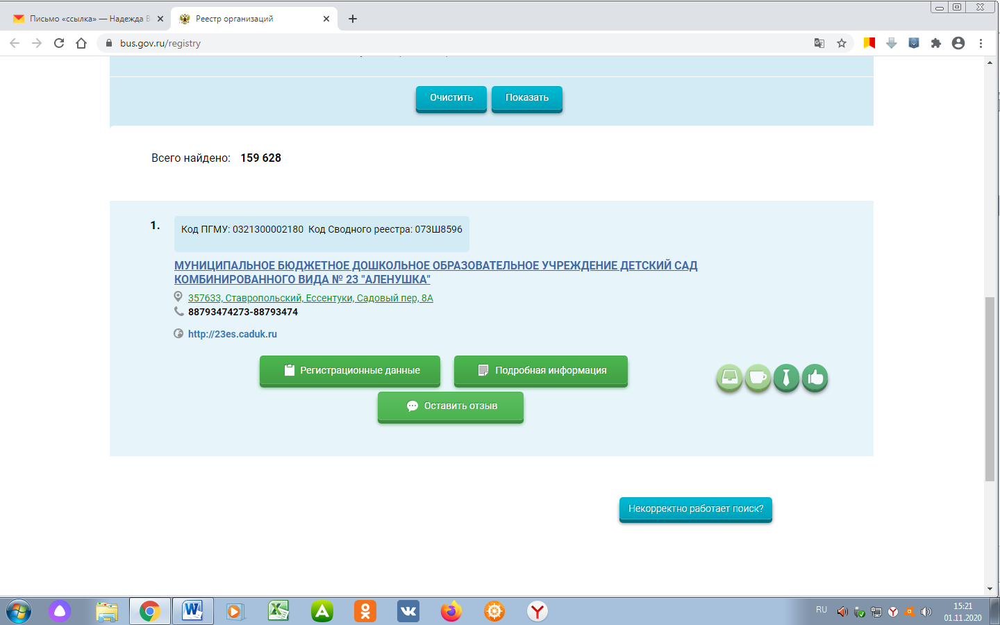 Письмо «ссылка» — Надежда В
Реестр организаций
bus.gov.ru/registry
Очистить
Показать
Всего найдено: 159 628
1.
Код ПГМУ: 0321300002180 Код Сводного реестра: 073Ш8596
МУНИЦИПАЛЬНОЕ БЮДЖЕТНОЕ ДОШКОЛЬНОЕ ОБРАЗОВАТЕЛЬНОЕ УЧРЕЖДЕНИЕ ДЕТСКИЙ САД
КОМБИНИРОВАННОГО ВИДА № 23 "АЛЕНУШКА"
357633, Ставропольский, Ессентуки, Садовый пер, 8А
88793474273-88793474
http://23es.caduk.ru
Регистрационные данные
Подробная информация
Оставить отзыв
Некорректно работает поиск?
RU
15:21
01.11.2020